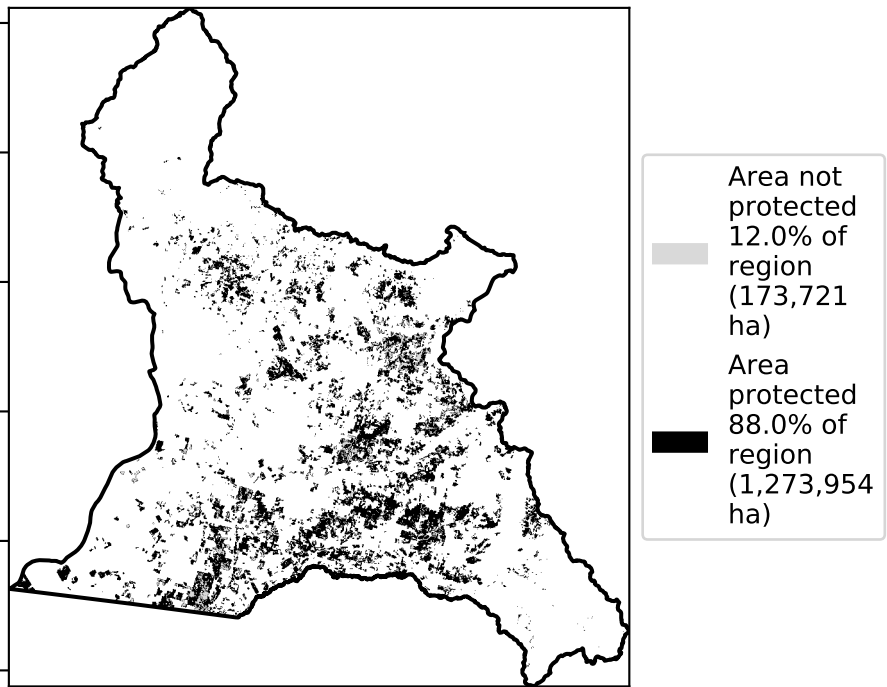 Area not
protected
12.0% of
region
(173,721
ha)
Area
protected
88.0% of
region
(1,273,954
ha)